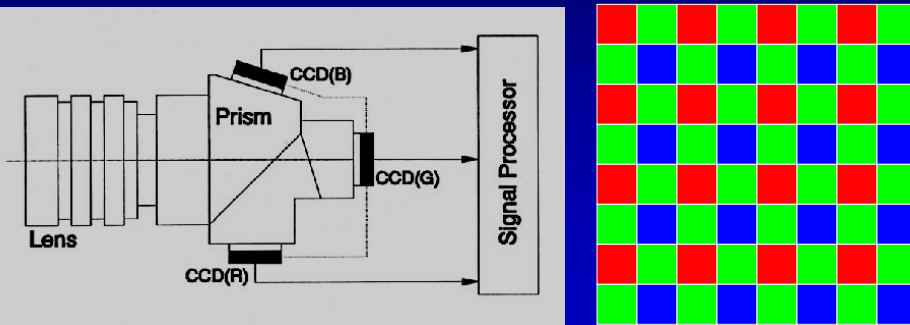 CCD(B)
Prism
CCD(G)
Lens
CCD(R)
Signal Processor